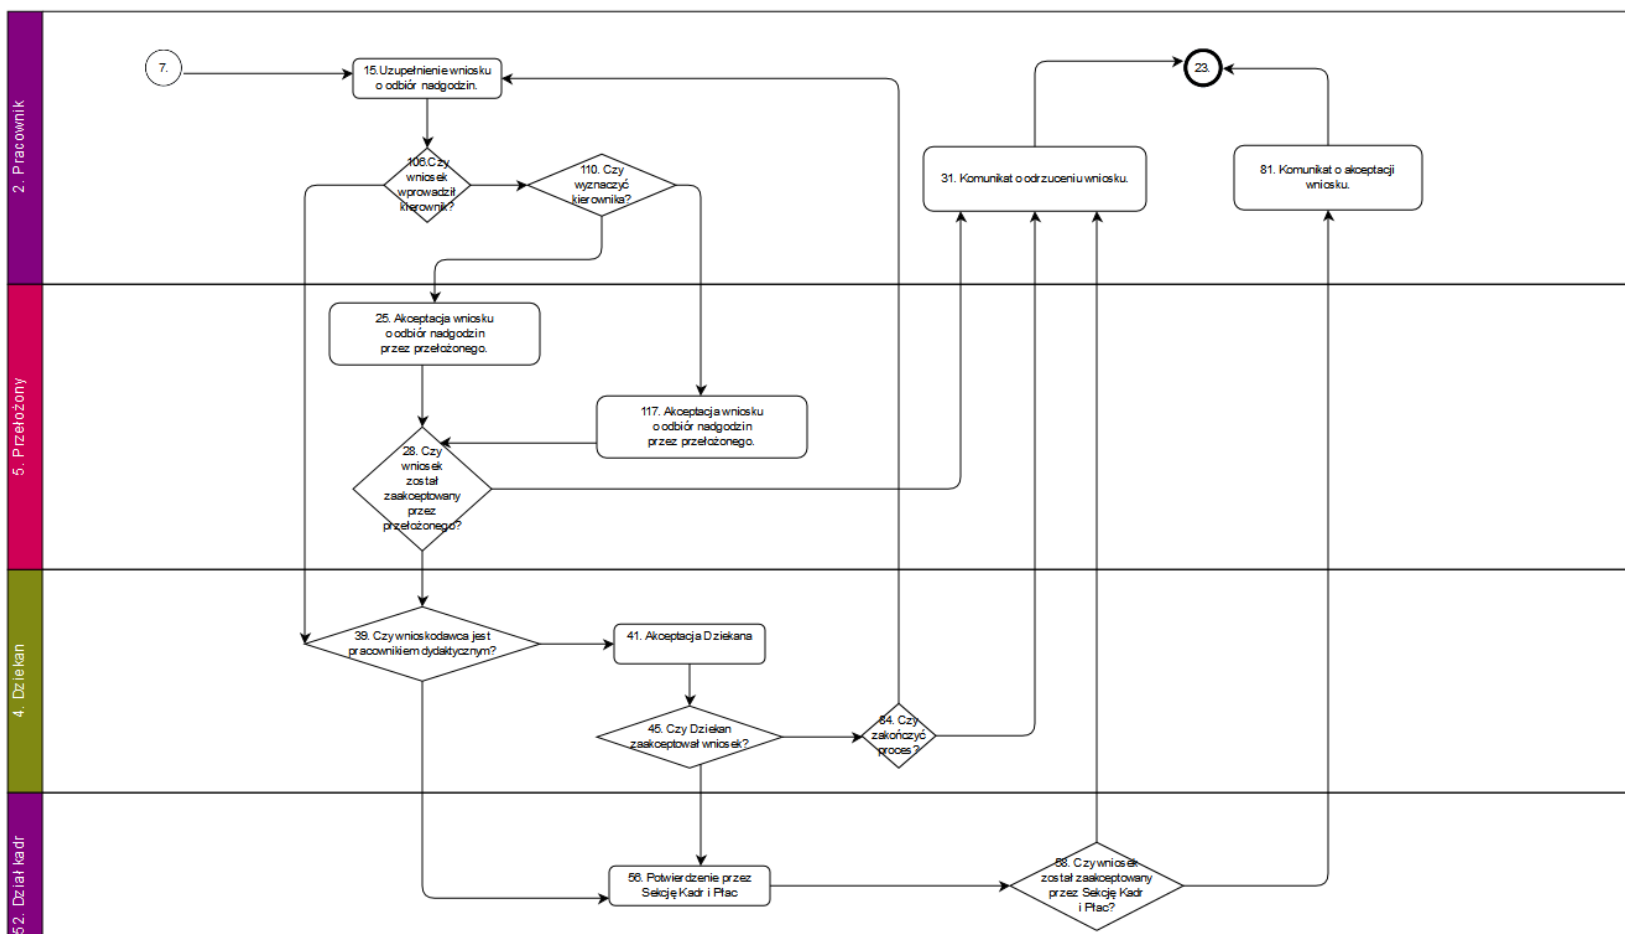 2. Pracownik
7.
15.Uzupełnienie wniosku
o odbiór nadgodzin.
23.
106.Czy
wniosek
wprowadził
kierownik?
110. Czy
wyznaczyć
kierownika?
31. Komunikat o odrzuceniu wniosku.
81. Komunikat o akceptacji
wniosku.
5. Przełożony
25. Akceptacja wniosku
o odbiór nadgodzin
przez przełożonego.
117. Akceptacja wniosku
o odbiór nadgodzin
przez przełożonego.
28. Czy
wniosek
został
zaakceptowany
przez
przełożonego?
4. Dziekan
39. Czy wnioskodawca jest
pracownikiem dydaktycznym?
41. Akceptacja Dziekana
45. Czy Dziekan
zaakceptował wniosek?
84. Czy
zakończyć
proces?
52. Dział kadr
56. Potwierdzenie przez
Sekcję Kadr i Płac
58. Czy wniosek
został zaakceptowany
przez Sekcję Kadr
i Płac?